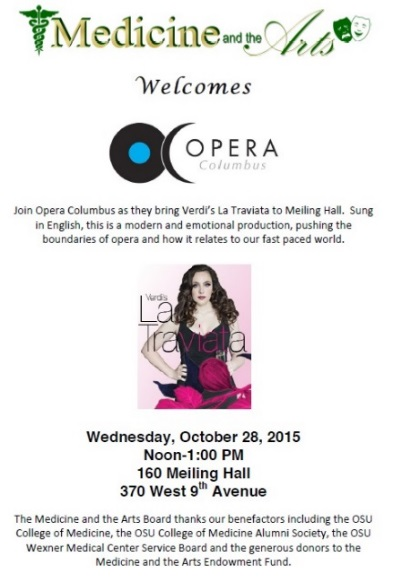 Medicine and the Arts
Welcomes
OPERA
Columbus
Join Opera Columbus as they bring Verdi's La Traviata to Meiling Hall.  Sung
in English, this is a modern and emotional production, pushing the
boundaries of opera and how it relates to our fast paced world.
Verdi's
La
Traviata
Wednesday, October 28, 2015
Noon-1:00 PM
160 Meiling Hall
370 West 9th Avenue
The Medicine and the Arts Board thanks our benefactors including the OSU
College of Medicine, the OSU College of Medicine Alumni Society, the OSU
Wexner Medical Center Service Board and the generous donors to the
Medicine and the Arts Endowment Fund.